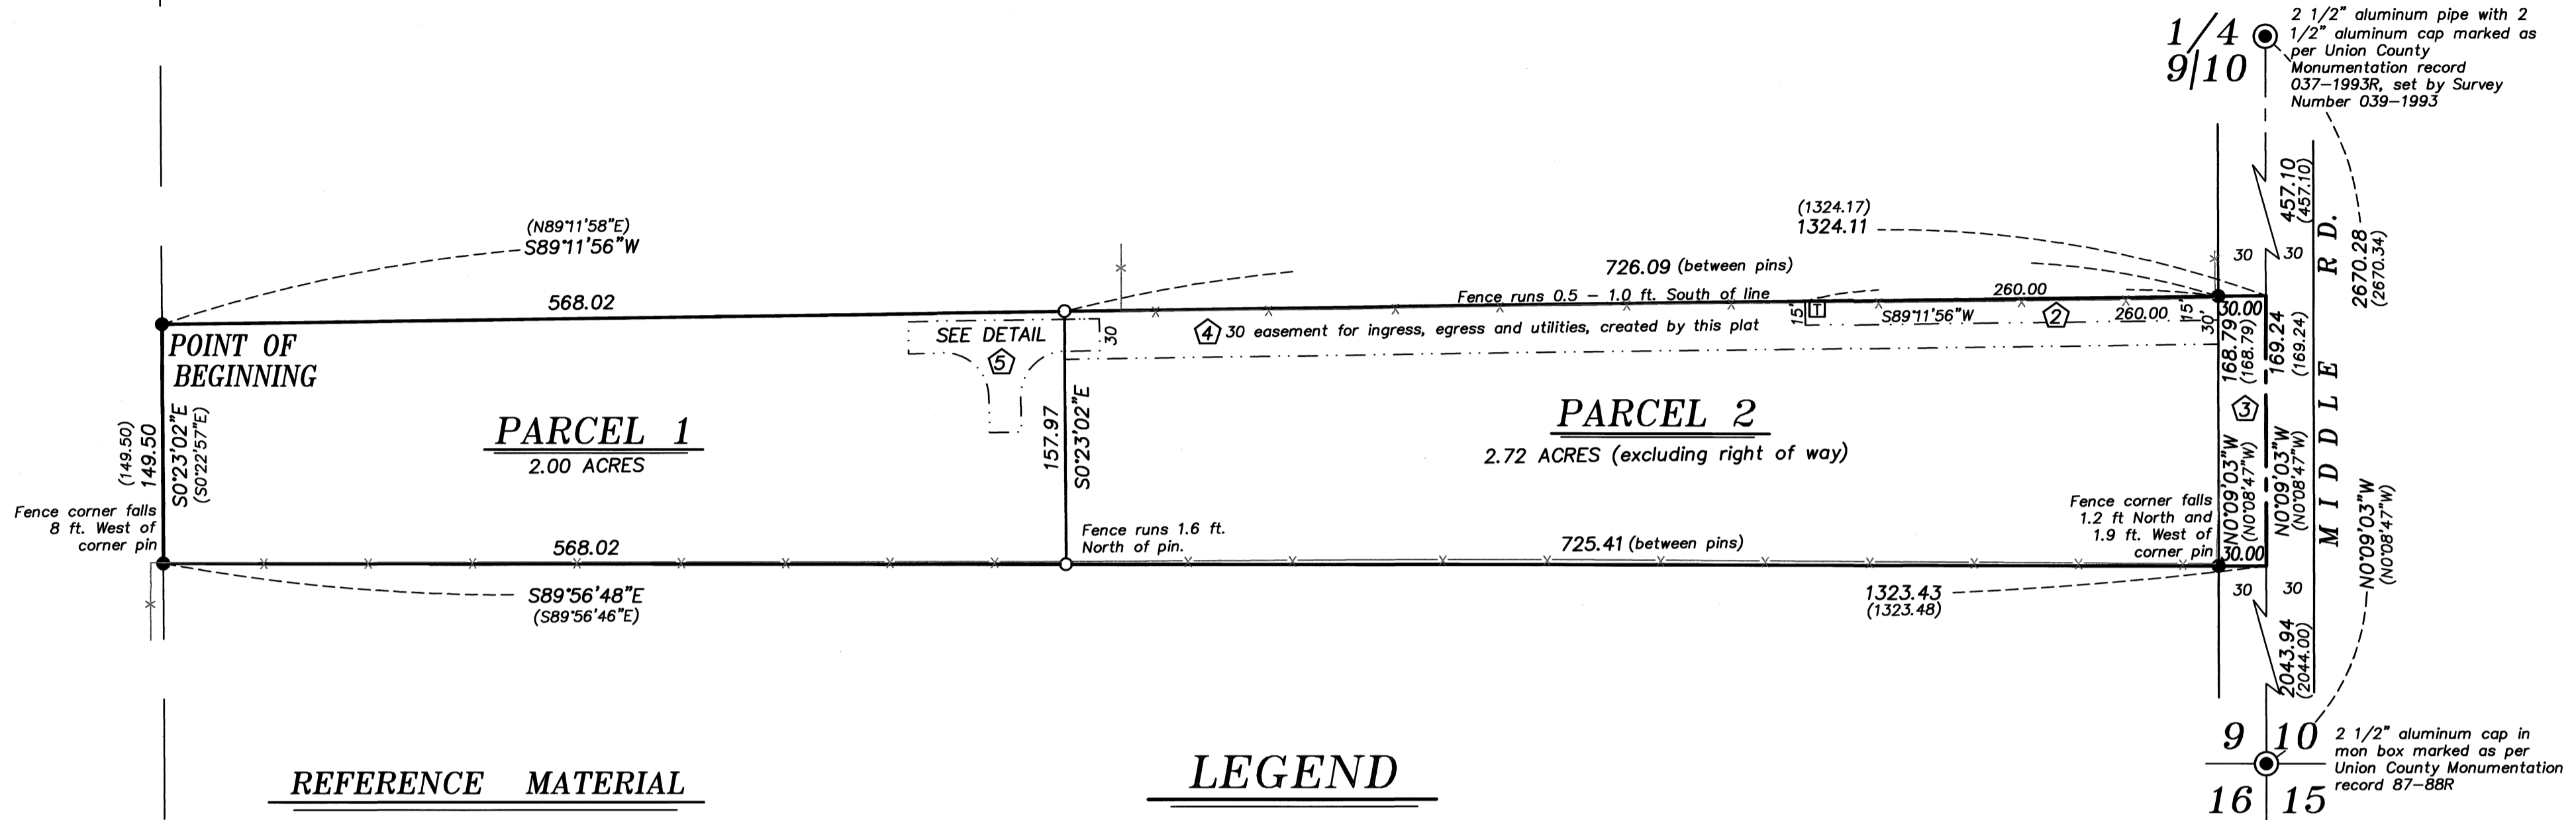 1/4
9|10
2 1/2" aluminum pipe with 2
1/2" aluminum cap marked as
per Union County
Monumentation record
037-1993R, set by Survey
Number 039-1993
(N89°11'58"E)
S89°11'56"W
568.02
(1324.17)
1324.11
726.09 (between pins)
Fence runs 0.5 - 1.0 ft. South of line
260.00
30
30
457.10
(457.10)
2670.28
(2670.34)
MIDDLE RD.
POINT OF
BEGINNING
SEE DETAIL
5
30
4 30 easement for ingress, egress and utilities, created by this plat
15'
T
S89°11'56"W
2
260.00
15'
30'
30.00
168.79
(168.79)
169.24
(169.24)
3
(149.50)
149.50
S0°23'02"E
(S0°22'57"E)
PARCEL 1
2.00 ACRES
157.97
S0°23'02"E
PARCEL 2
2.72 ACRES (excluding right of way)
N0°09'03"W
(N0°08'47"W)
N0°09'03"W
(N0°08'47"W)
N0°09'03"W
(N0°08'47"W)
Fence corner falls
8 ft. West of
corner pin
568.02
Fence runs 1.6 ft.
North of pin.
725.41 (between pins)
Fence corner falls
1.2 ft North and
1.9 ft. West of
corner pin
30.00
S89°56'48"E
(S89°56'46"E)
1323.43
(1323.48)
30
30
2043.94
(2044.00)
REFERENCE MATERIAL
LEGEND
9 10
16 15
2 1/2" aluminum cap in
mon box marked as per
Union County Monumentation
record 87-88R